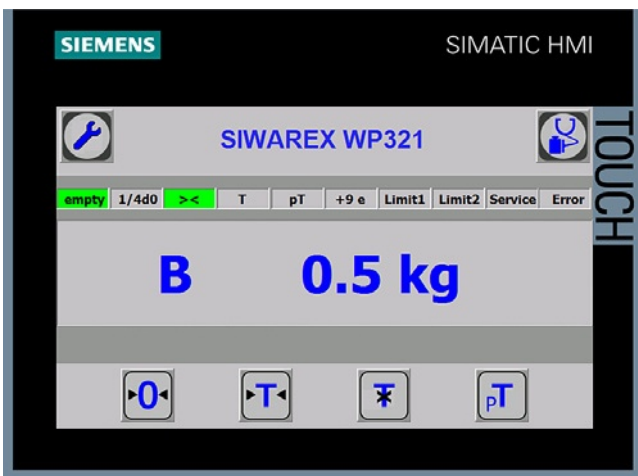 SIEMENS SIMATIC HMI
TOUCH
SIWAREX WP321
empty 1/4d0 >< T pT +9 e Limit1 Limit2 Service Error
B 0.5 kg
0 T T pT